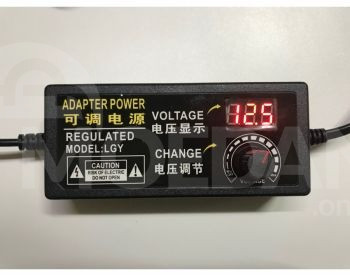 ADAPTER POWER
可调电源
REGULATED
MODEL:LGY
CAUTION
RISK OF ELECTRIC
DO NOT OPEN
VOLTAGE
电压显示
12.5
CHANGE
电压调节
VOLTAGE